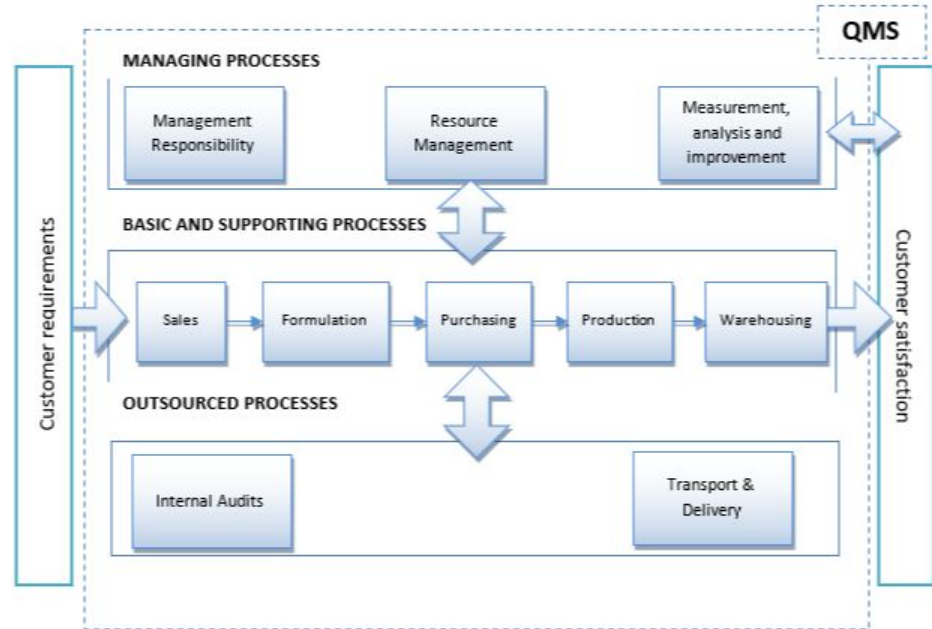 QMS
MANAGING PROCESSES
Management
Responsibility
Resource
Management
Measurement,
analysis and
improvement
BASIC AND SUPPORTING PROCESSES
Customer requirements
Sales
Formulation
Purchasing
Production
Warehousing
Customer satisfaction
OUTSOURCED PROCESSES
Internal Audits
Transport &
Delivery